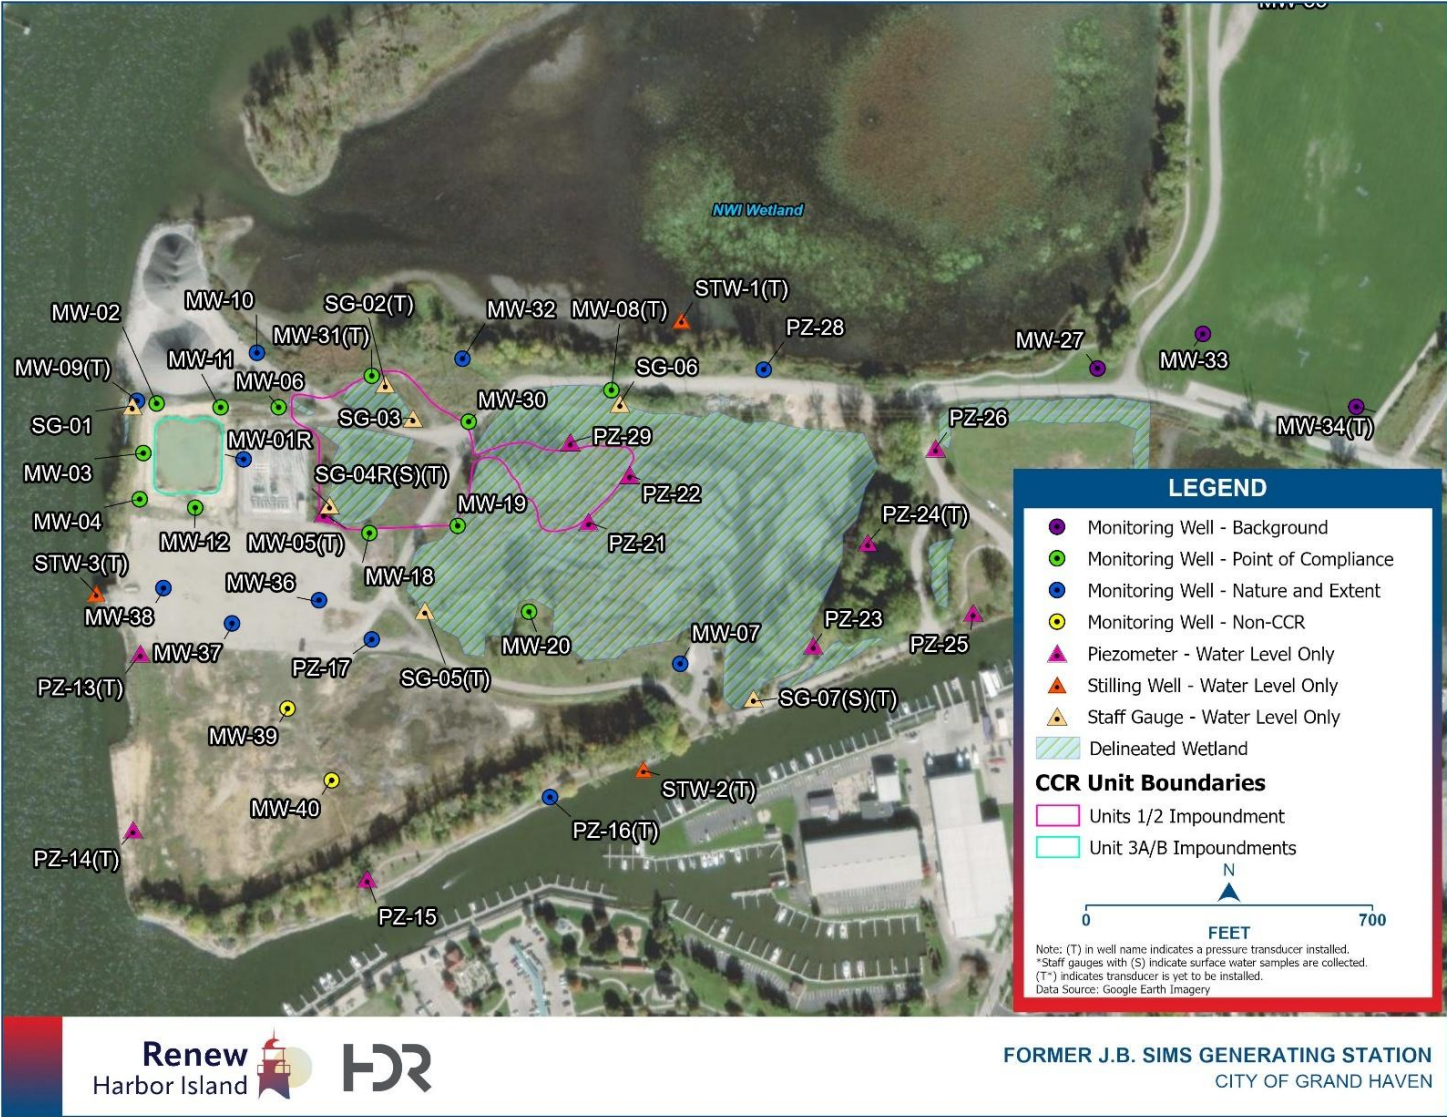 NWI Wetland
STW-1(T)
MW-10
SG-02(T)
MW-02
MW-32
MW-08(T)
PZ-28
MW-31(T)
MW-27
MW-11
MW-33
MW-09(T)
MW-06
SG-06
MW-30
SG-03
PZ-26
SG-01
MW-34(T)
MW-01R
PZ-29
MW-03
SG-04R(S)(T)
PZ-22
MW-19
PZ-24(T)
MW-04
MW-12
MW-05(T)
PZ-21
STW-3(T)
MW-18
MW-36
MW-38
MW-07
PZ-23
MW-20
PZ-25
MW-37
PZ-17
SG-05(T)
PZ-13(T)
SG-07(S)(T)
MW-39
STW-2(T)
MW-40
PZ-16(T)
PZ-14(T)
PZ-15
LEGEND
Monitoring Well - Background
Monitoring Well - Point of Compliance
Monitoring Well - Nature and Extent
Monitoring Well - Non-CCR
Piezometer - Water Level Only
Stilling Well - Water Level Only
Staff Gauge - Water Level Only
Delineated Wetland
CCR Unit Boundaries
Units 1/2 Impoundment
Unit 3A/B Impoundments
N
0 700
FEET
Note: (T) in well name indicates a pressure transducer installed.
*Staff gauges with (S) indicate surface water samples are collected.
(T*) indicates transducer is yet to be installed.
Data Source: Google Earth Imagery
Renew
Harbor Island
HDR
FORMER J.B. SIMS GENERATING STATION
CITY OF GRAND HAVEN